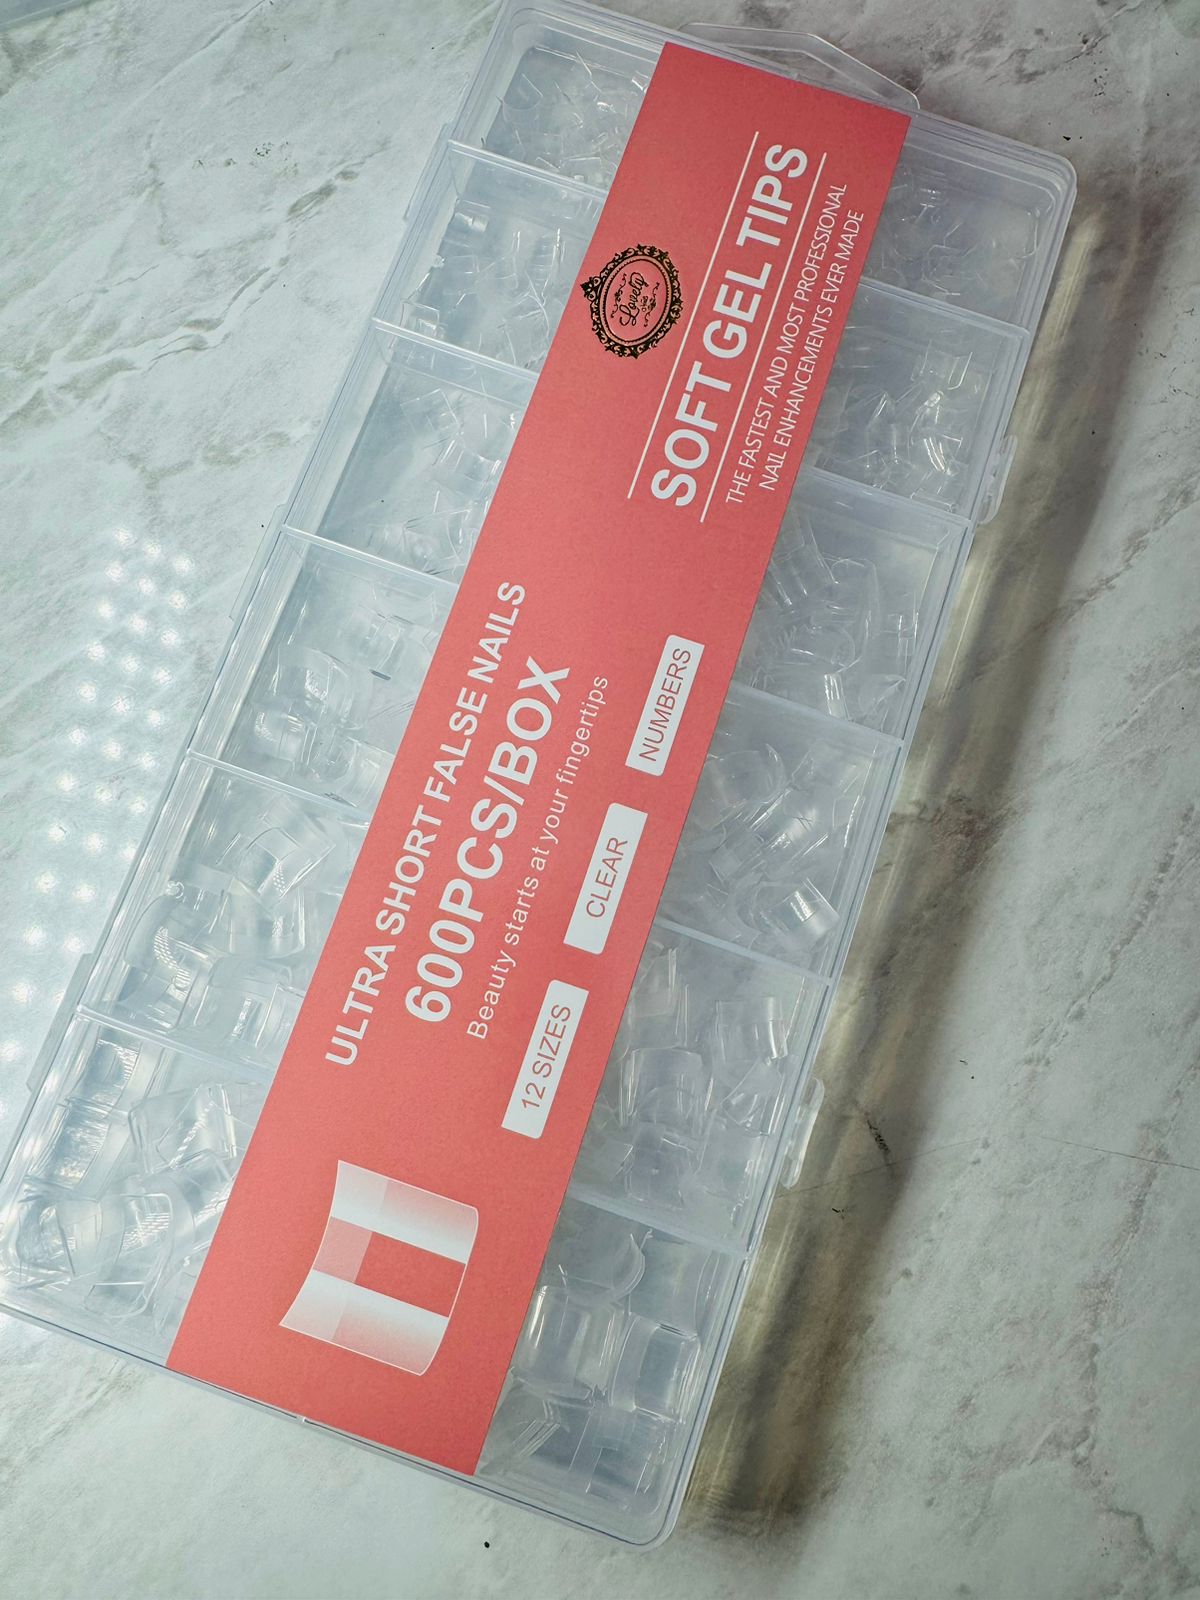 Lovely
SOFT GEL TIPS
THE FASTEST AND MOST PROFESSIONAL
NAIL ENHANCEMENTS EVER MADE
ULTRA SHORT FALSE NAILS
600PCS/BOX
Beauty starts at your fingertips
12 SIZES
CLEAR
NUMBERS